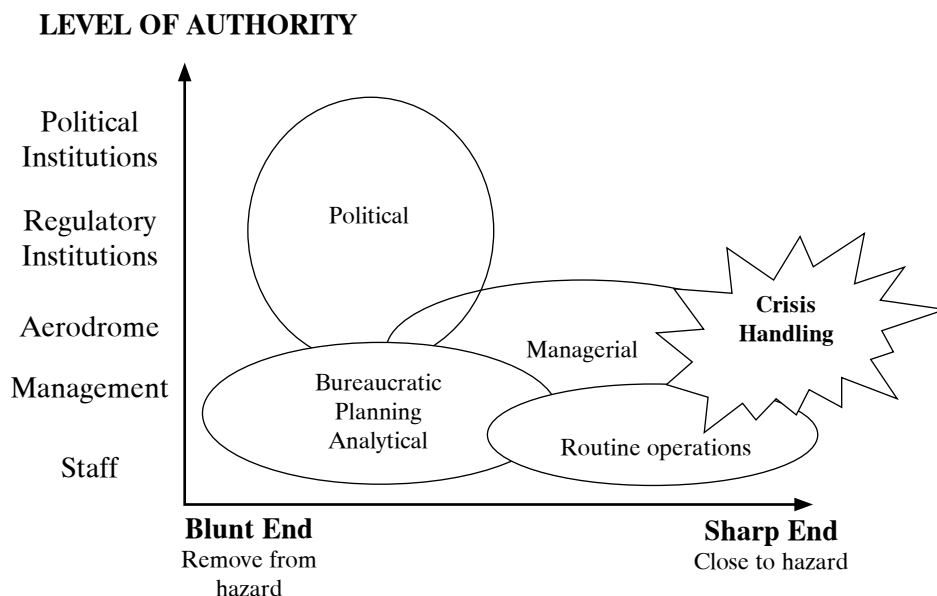 LEVEL OF AUTHORITY
Political
Institutions
Regulatory
Institutions
Aerodrome
Management
Staff
Political
Managerial
Crisis
Handling
Bureaucratic
Planning
Analytical
Routine operations
Blunt End
Remove from
hazard
Sharp End
Close to hazard